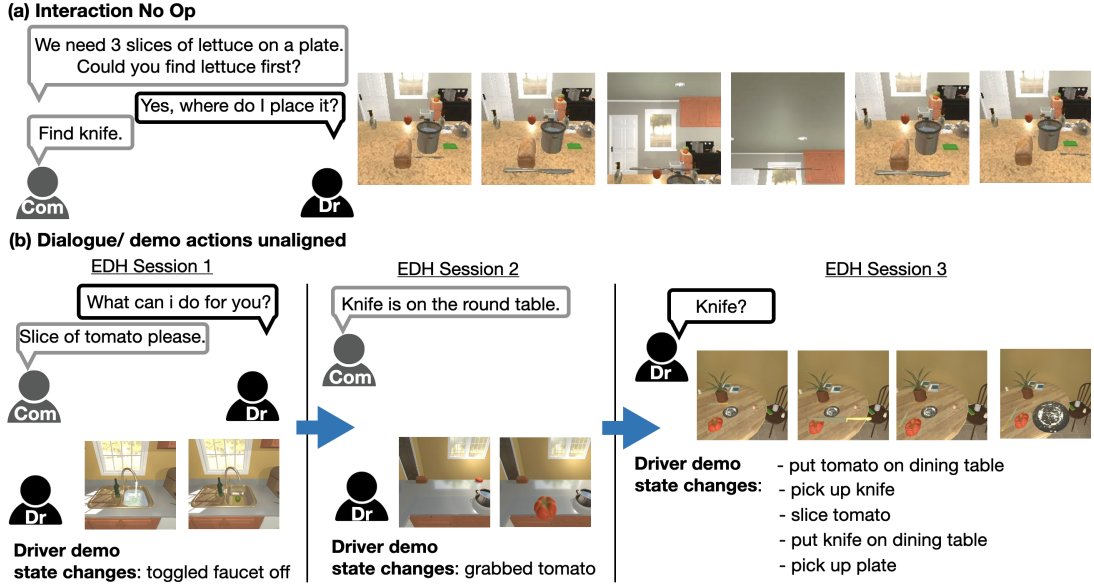 (a) Interaction No Op
We need 3 slices of lettuce on a plate.
Could you find lettuce first?
Yes, where do I place it?
Find knife.
Com
Dr
(b) Dialogue/ demo actions unaligned
EDH Session 1
What can i do for you?
Slice of tomato please.
Com
Dr
Dr
Driver demo
state changes: toggled faucet off
EDH Session 2
Knife is on the round table.
Com
Dr
Driver demo
state changes: grabbed tomato
EDH Session 3
Knife?
Dr
Driver demo
state changes:
- put tomato on dining table
- pick up knife
- slice tomato
- put knife on dining table
- pick up plate